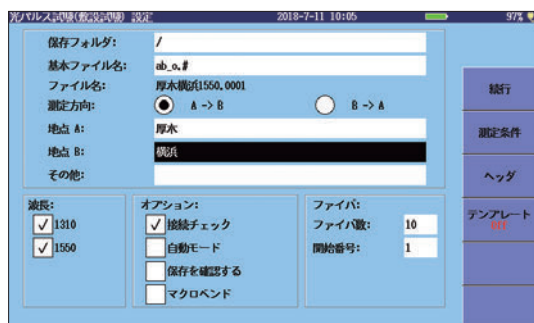 光パルス試験(敷設試験) 設定 2018-7-11 10:05 97%
保存フォルダ: /
基本ファイル名: ab_o.#
ファイル名: 厚木横浜1550.0001
測定方向: A -> B B -> A
地点 A: 厚木
地点 B: 横浜
その他:
波長:
1310
1550
オプション:
接続チェック
自動モード
保存を確認する
マクロベンド
ファイバ:
ファイバ数: 10
開始番号: 1
続行
測定条件
ヘッダ
テンプレート
Off